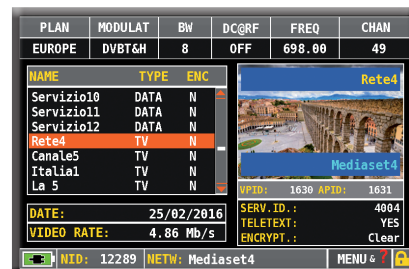 PLAN MODULAT BW DC@RF FREQ CHAN
EUROPE DVBT&H 8 OFF 698.00 49
NAME TYPE ENC
Servizio10 DATA N
Servizio11 DATA N
Servizio12 DATA N
Rete4 TV N
Canale5 TV N
Italia1 TV N
La 5 TV N
Rete4
Mediaset4
VPID: 1630 APID: 1631
DATE: 25/02/2016
VIDEO RATE: 4.86 Mb/s
SERV.ID.: 4004
TELETEXT: YES
ENCRYPT.: Clear
NID: 12289 NETW: Mediaset4 MENU & ?